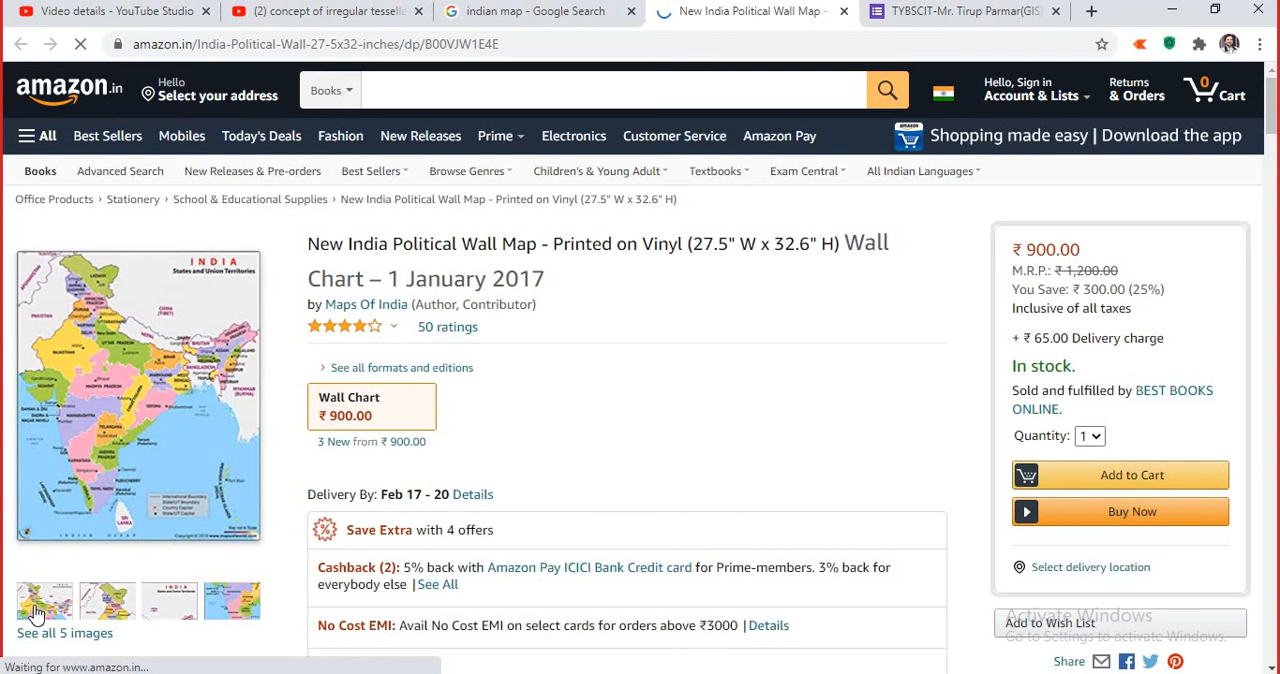 Video details - YouTube Studio
(2) concept of irregular tessella
indian map - Google Search
New India Political Wall Map -
TYBSCIT-Mr. Tirup Parmar(GIS
amazon.in/India-Political-Wall-27-5x32-inches/dp/B00VJW1E4E
amazon.in
Hello
Select your address
Books
Hello, Sign in
Account & Lists
Returns
& Orders
0
Cart
All
Best Sellers
Mobiles
Today's Deals
Fashion
New Releases
Prime
Electronics
Customer Service
Amazon Pay
Shopping made easy | Download the app
Books
Advanced Search
New Releases & Pre-orders
Best Sellers
Browse Genres
Children's & Young Adult
Textbooks
Exam Central
All Indian Languages
Office Products › Stationery › School & Educational Supplies › New India Political Wall Map - Printed on Vinyl (27.5" W x 32.6" H)
INDIA
States and Union Territories
New India Political Wall Map - Printed on Vinyl (27.5" W x 32.6" H) Wall
Chart – 1 January 2017
by Maps Of India (Author, Contributor)
50 ratings
› See all formats and editions
Wall Chart
₹ 900.00
3 New from ₹ 900.00
Delivery By: Feb 17 - 20 Details
Save Extra with 4 offers
Cashback (2): 5% back with Amazon Pay ICICI Bank Credit card for Prime-members. 3% back for
everybody else | See All
No Cost EMI: Avail No Cost EMI on select cards for orders above ₹3000 | Details
See all 5 images
₹ 900.00
M.R.P.: ₹ 1,200.00
You Save: ₹ 300.00 (25%)
Inclusive of all taxes
+ ₹ 65.00 Delivery charge
In stock.
Sold and fulfilled by BEST BOOKS
ONLINE.
Quantity: 1
Add to Cart
Buy Now
Select delivery location
Activate Windows
Add to Wish List
Go to Settings to activate Windows.
Share
Waiting for www.amazon.in...